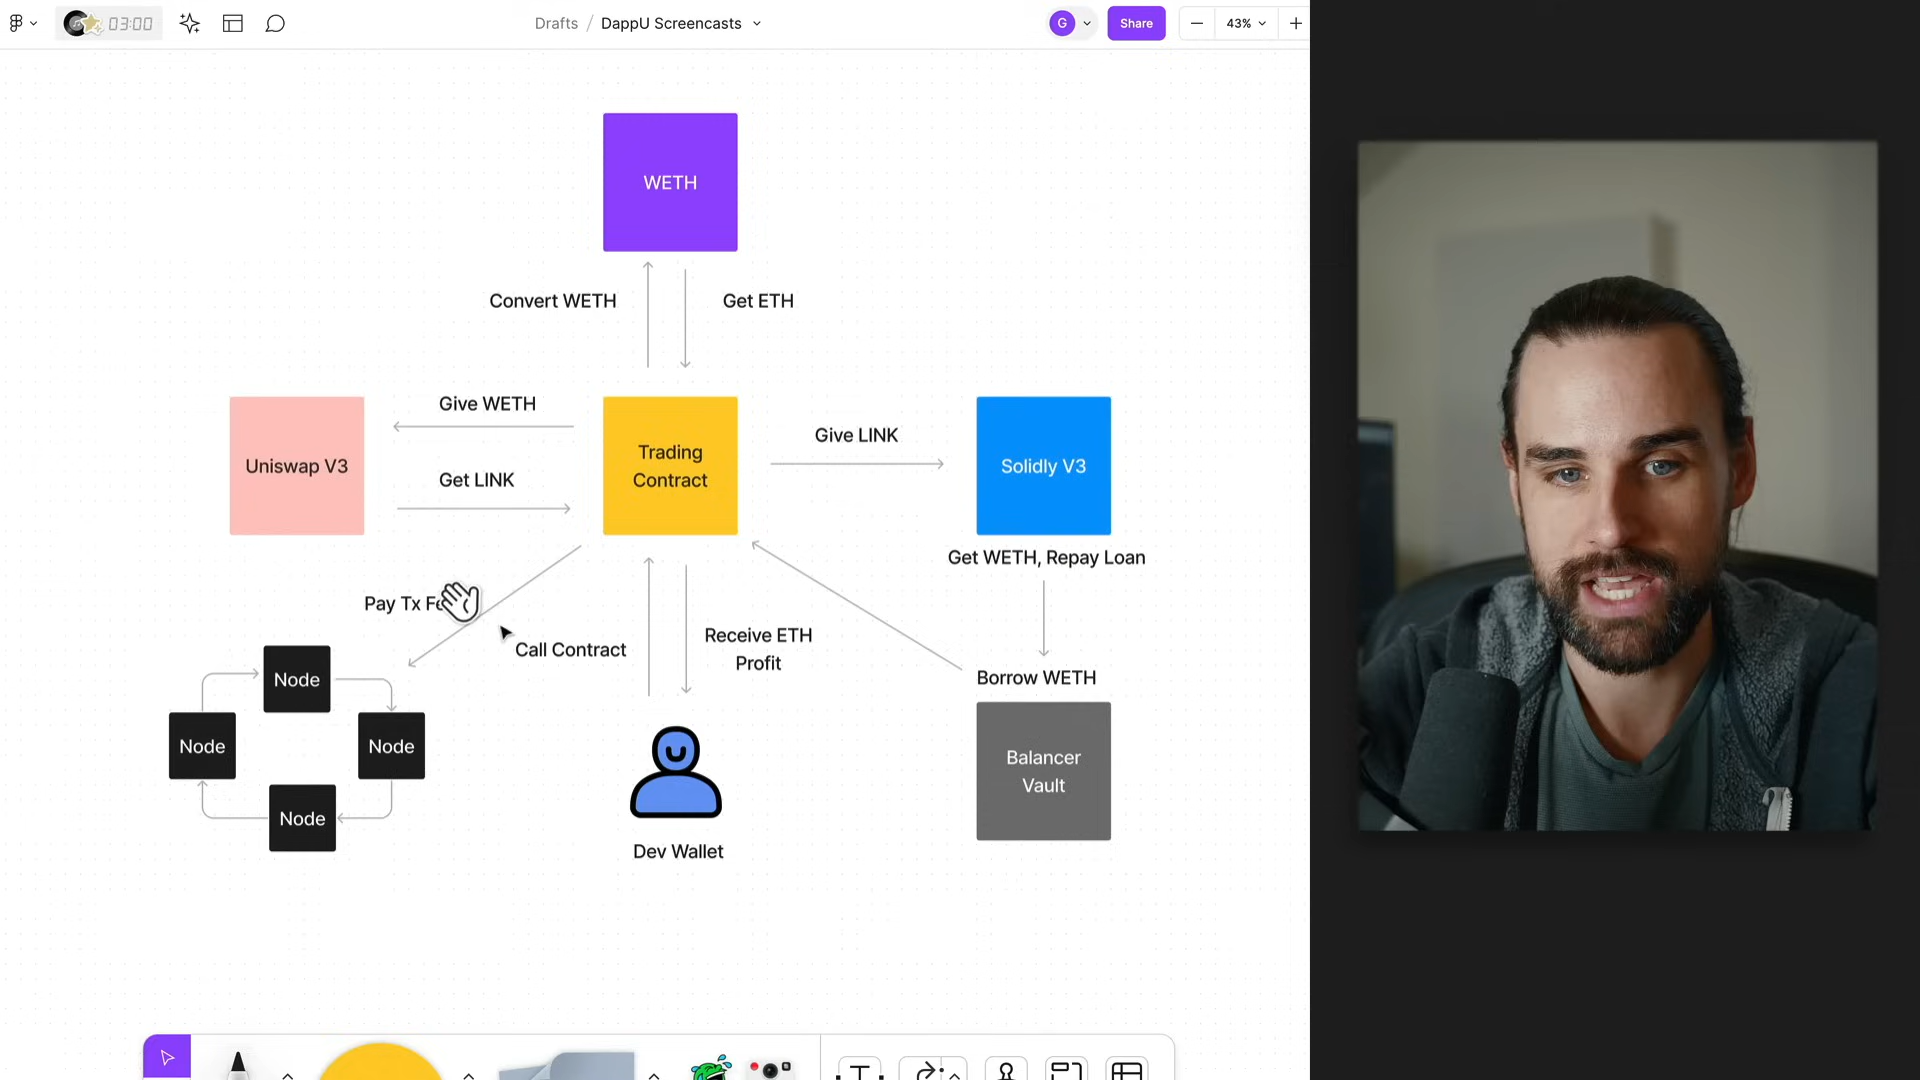 03:00
Drafts / DappU Screencasts
G
Share
43%
WETH
Convert WETH
Get ETH
Give WETH
Uniswap V3
Get LINK
Trading
Contract
Give LINK
Solidly V3
Get WETH, Repay Loan
Pay Tx
Call Contract
Receive ETH
Profit
Borrow WETH
Node
Node
Node
Node
Balancer
Vault
Dev Wallet